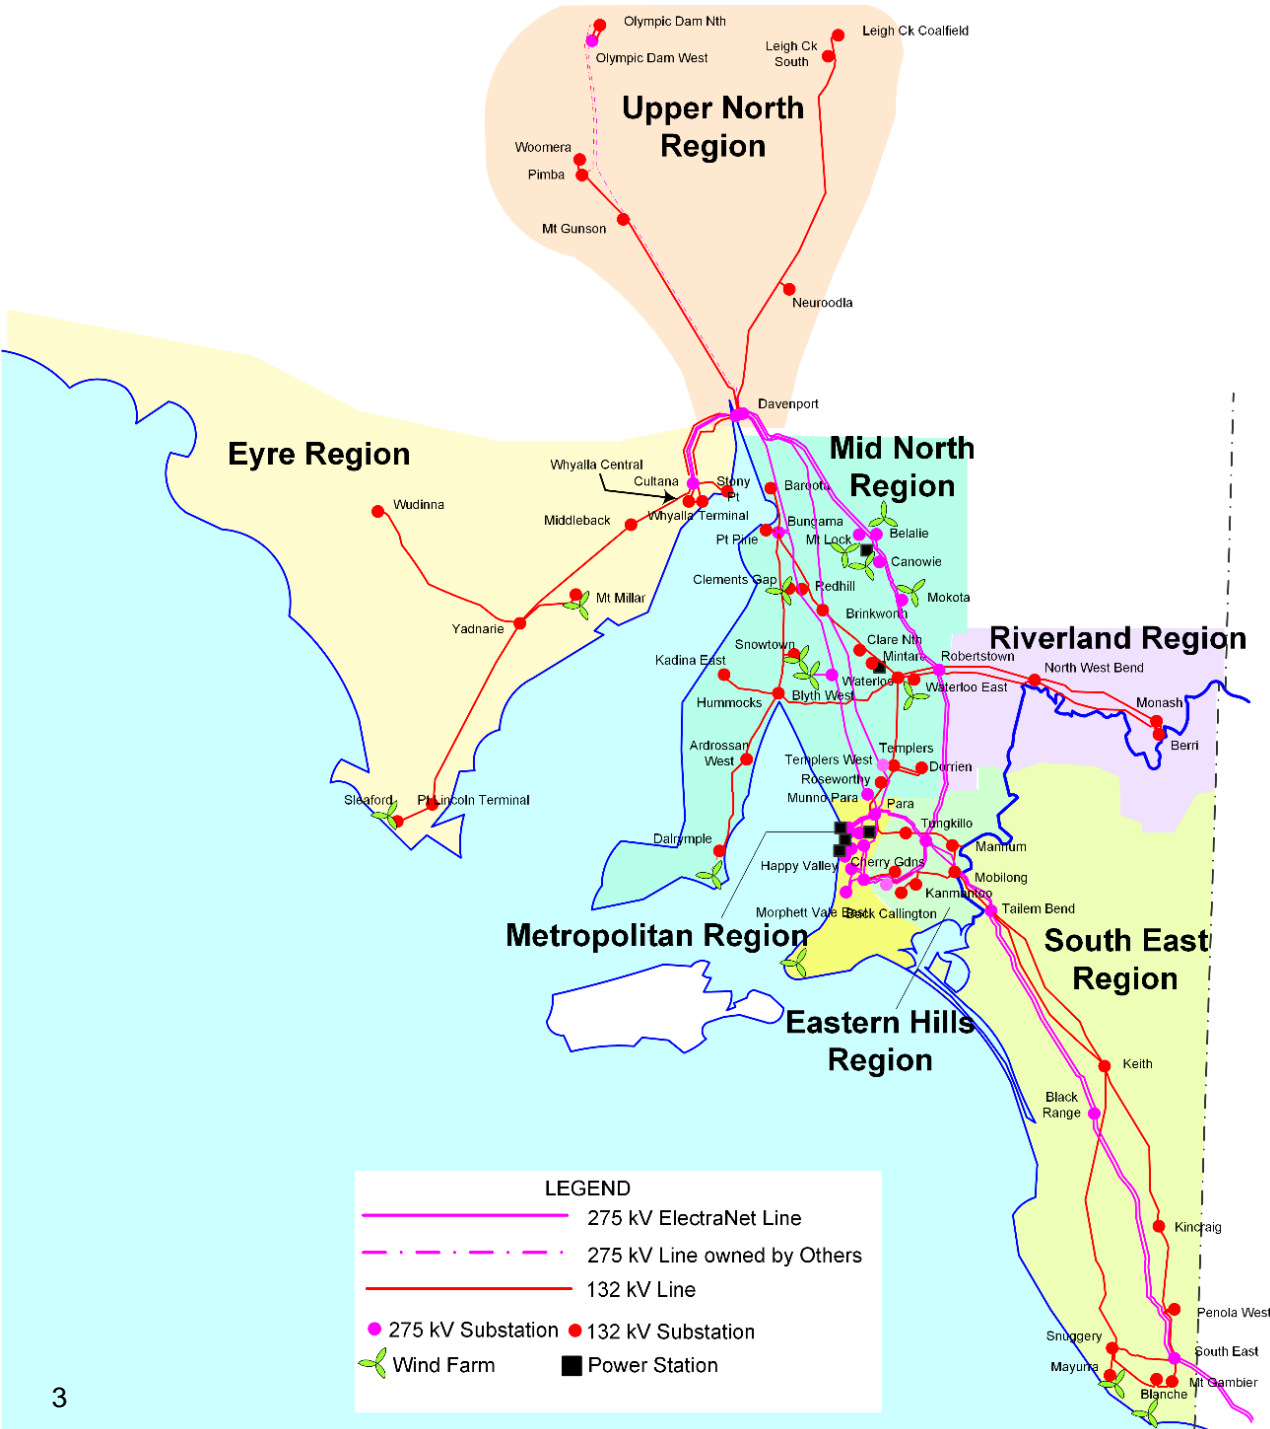 Olympic Dam Nth
Leigh Ck Coalfield
Leigh Ck
South
Olympic Dam West
Upper North
Region
Woomera
Pimba
Mt Gunson
Neuroodla
Davenport
Eyre Region
Mid North
Region
Whyalla Central
Cultana
Stony
Pt
Baroota
Wudinna
Middleback
Whyalla Terminal
Bungama
Pt Pirie
Mt Lock
Belalie
Canowie
Clements Gap
Redhill
Mokota
Mt Millar
Brinkworth
Yadnarie
Clare Nth
Riverland Region
Snowtown
Mintaro
Robertstown
Kadina East
North West Bend
Waterloo
Waterloo East
Hummocks
Blyth West
Monash
Berri
Ardrossan
West
Templers
Templers West
Dorrien
Roseworthy
Sleaford
Pt Lincoln Terminal
Munno Para
Para
Tungkillo
Dalrymple
Mannum
Happy Valley
Cherry Gdns
Mobilong
Kanmantoo
Morphett Vale East
Back Callington
Tailem Bend
Metropolitan Region
South East
Region
Eastern Hills
Region
Keith
Black
Range
LEGEND
275 kV ElectraNet Line
275 kV Line owned by Others
132 kV Line
275 kV Substation
132 kV Substation
Wind Farm
Power Station
Kincraig
Penola West
Snuggery
South East
Mayurra
Mt Gambier
Blanche
3